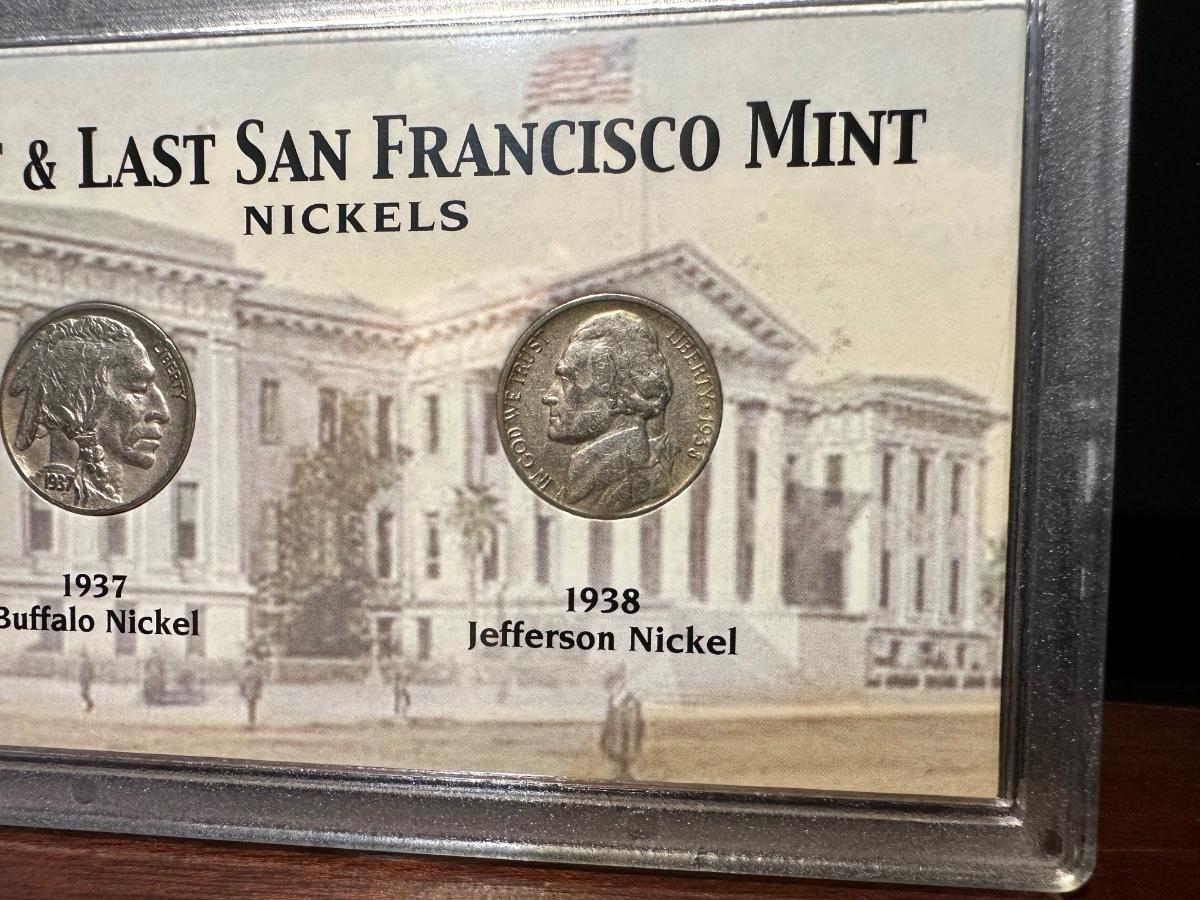 & LAST SAN FRANCISCO MINT
NICKELS
LIBERTY
1937
IN GOD WE TRUST
LIBERTY 1938
1937
Buffalo Nickel
1938
Jefferson Nickel